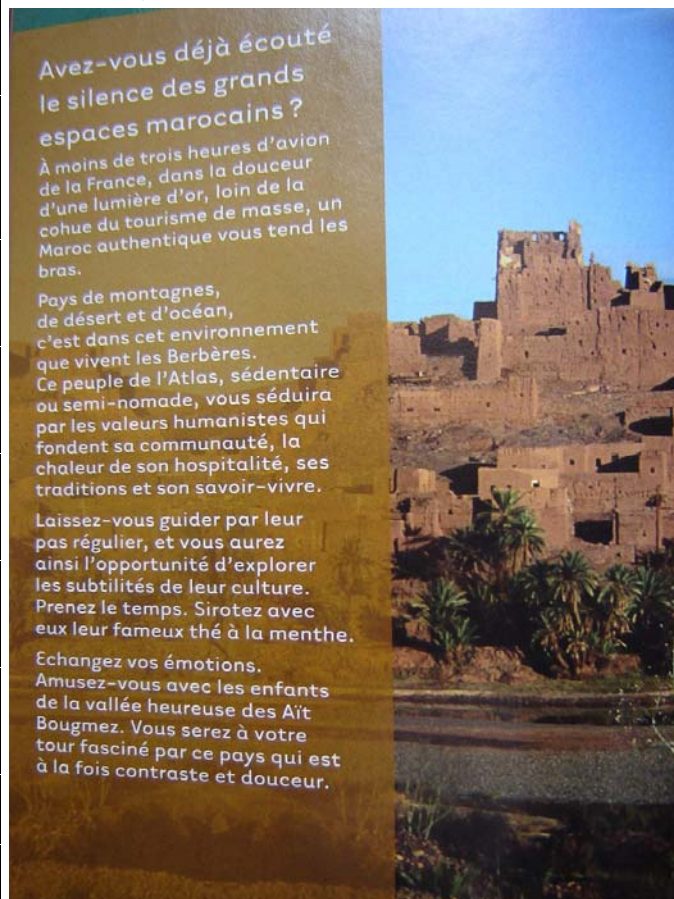 Avez-vous déjà écouté
le silence des grands
espaces marocains ?
À moins de trois heures d'avion
de la France, dans la douceur
d'une lumière d'or, loin de la
cohue du tourisme de masse, un
Maroc authentique vous tend les
bras.
Pays de montagnes,
de désert et d'océan,
c'est dans cet environnement
que vivent les Berbères.
Ce peuple de l'Atlas, sédentaire
ou semi-nomade, vous séduira
par les valeurs humanistes qui
fondent sa communauté, la
chaleur de son hospitalité, ses
traditions et son savoir-vivre.
Laissez-vous guider par leur
pas régulier, et vous aurez
ainsi l'opportunité d'explorer
les subtilités de leur culture.
Prenez le temps. Sirotez avec
eux leur fameux thé à la menthe.
Echangez vos émotions.
Amusez-vous avec les enfants
de la vallée heureuse des Aït
Bougmez. Vous serez à votre
tour fasciné par ce pays qui est
à la fois contraste et douceur.